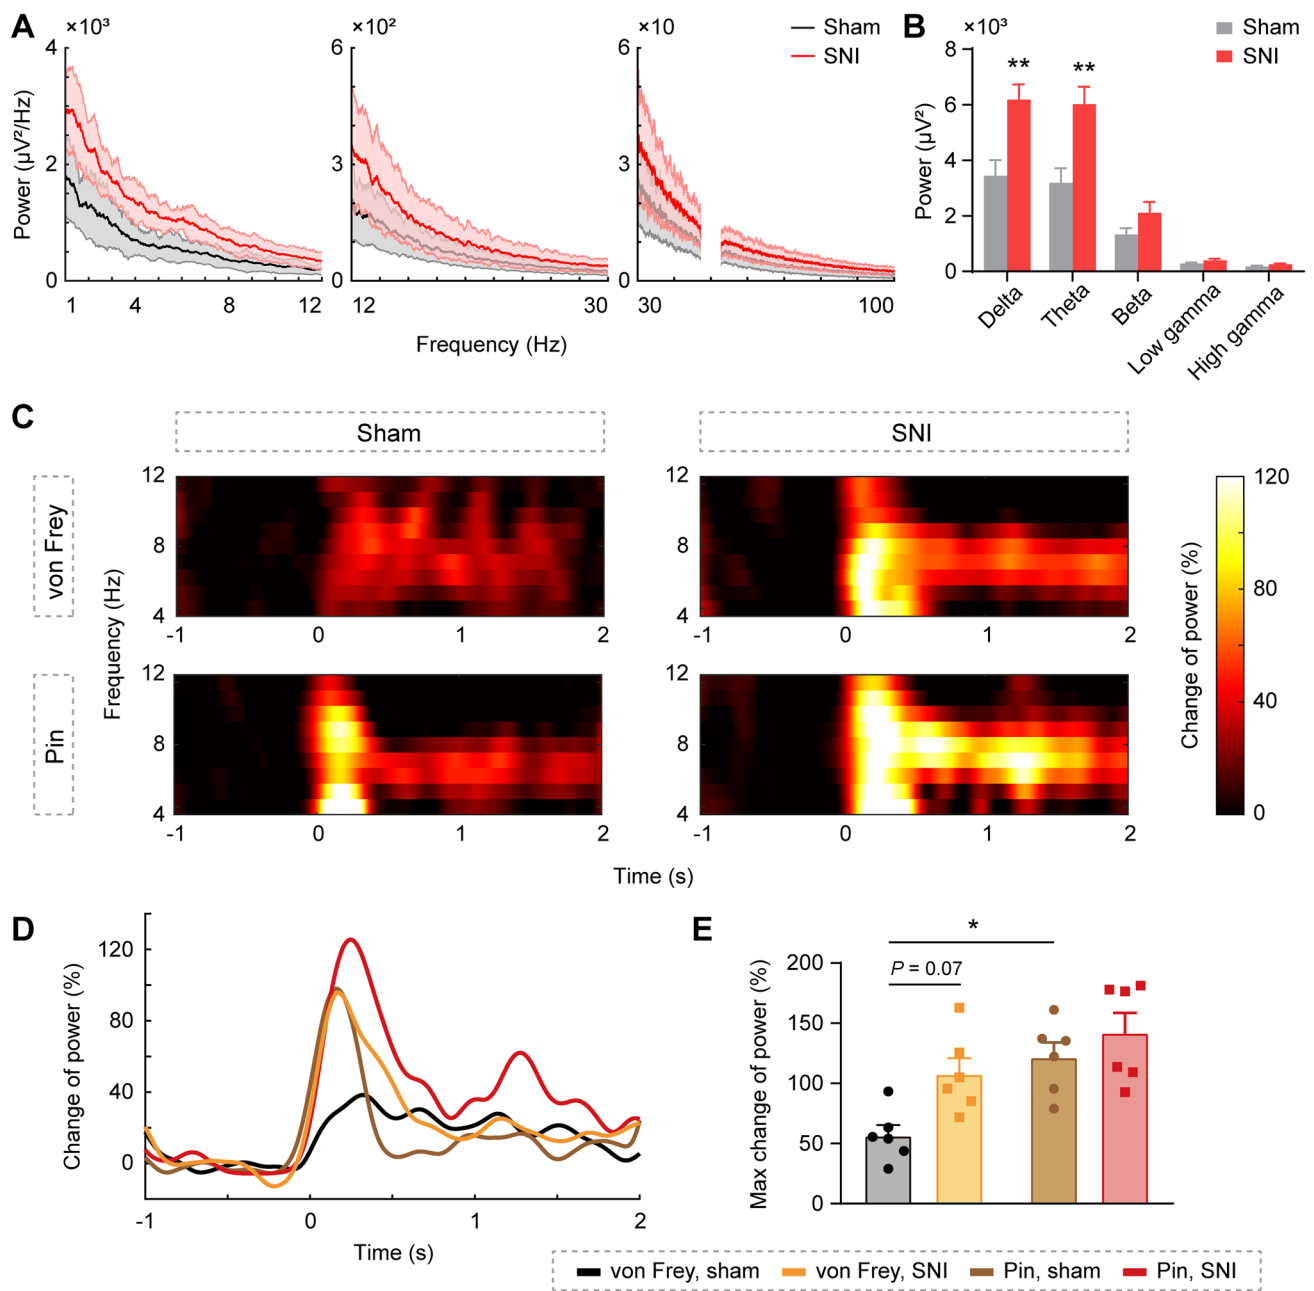 A
×10³
×10²
×10
Sham
SNI
B
×10³
Sham
SNI
Power (μV²/Hz)
4
2
0
1
4
8
12
6
3
0
12
30
6
3
0
30
100
Frequency (Hz)
Power (μV²)
8
6
4
2
0
**
**
Delta
Theta
Beta
Low gamma
High gamma
C
Sham
SNI
von Frey
Pin
Frequency (Hz)
12
8
4
-1
0
1
2
12
8
4
-1
0
1
2
12
8
4
-1
0
1
2
12
8
4
-1
0
1
2
Time (s)
120
80
40
0
Change of power (%)
D
Change of power (%)
120
80
40
0
-1
0
1
2
Time (s)
E
Max change of power (%)
200
150
100
50
0
*
P = 0.07
von Frey, sham
von Frey, SNI
Pin, sham
Pin, SNI